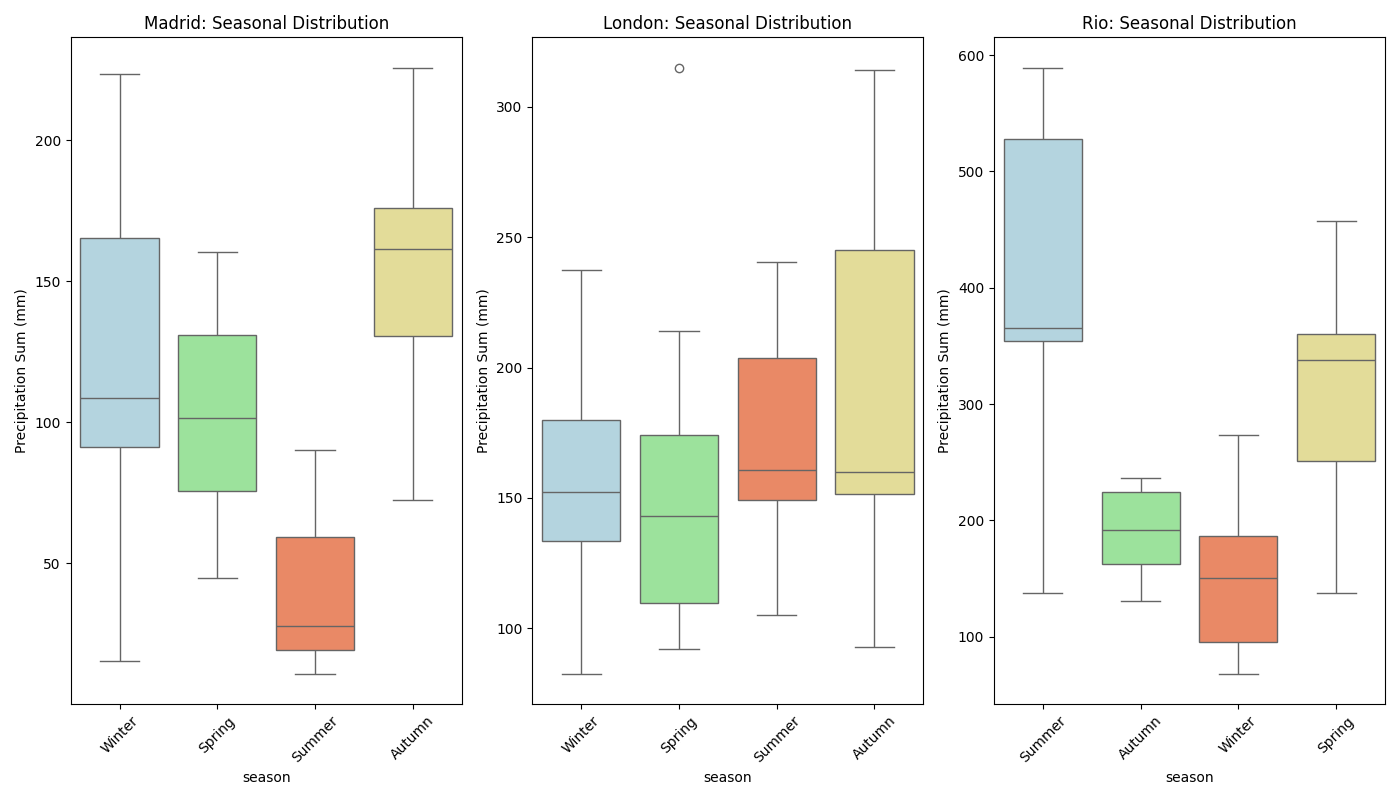 Madrid: Seasonal Distribution
Precipitation Sum (mm)
200
150
100
50
Winter
Spring
Summer
Autumn
season
London: Seasonal Distribution
Precipitation Sum (mm)
300
250
200
150
100
Winter
Spring
Summer
Autumn
season
Rio: Seasonal Distribution
Precipitation Sum (mm)
600
500
400
300
200
100
Summer
Autumn
Winter
Spring
season